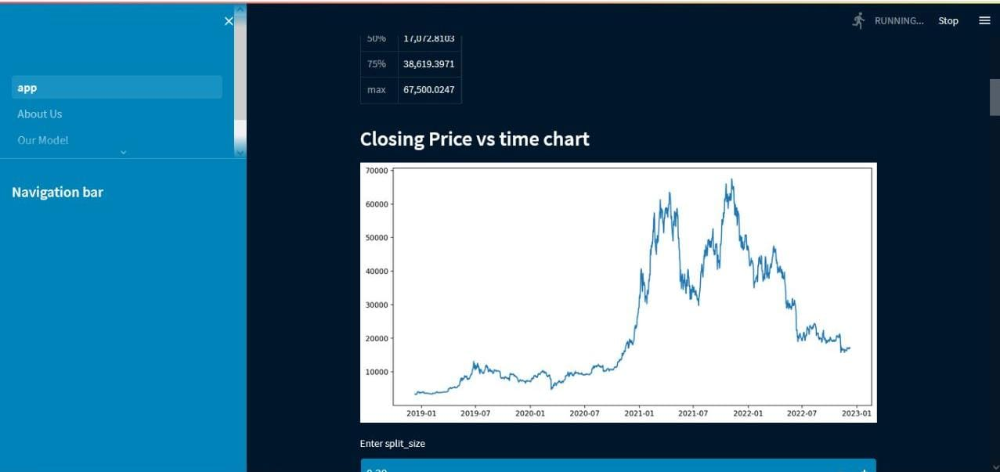 RUNNING...
Stop
app
About Us
Our Model
Navigation bar
50% 17,072.8103
75% 38,619.3971
max 67,500.0247
Closing Price vs time chart
70000
60000
50000
40000
30000
20000
10000
2019-01 2019-07 2020-01 2020-07 2021-01 2021-07 2022-01 2022-07 2023-01
Enter split_size